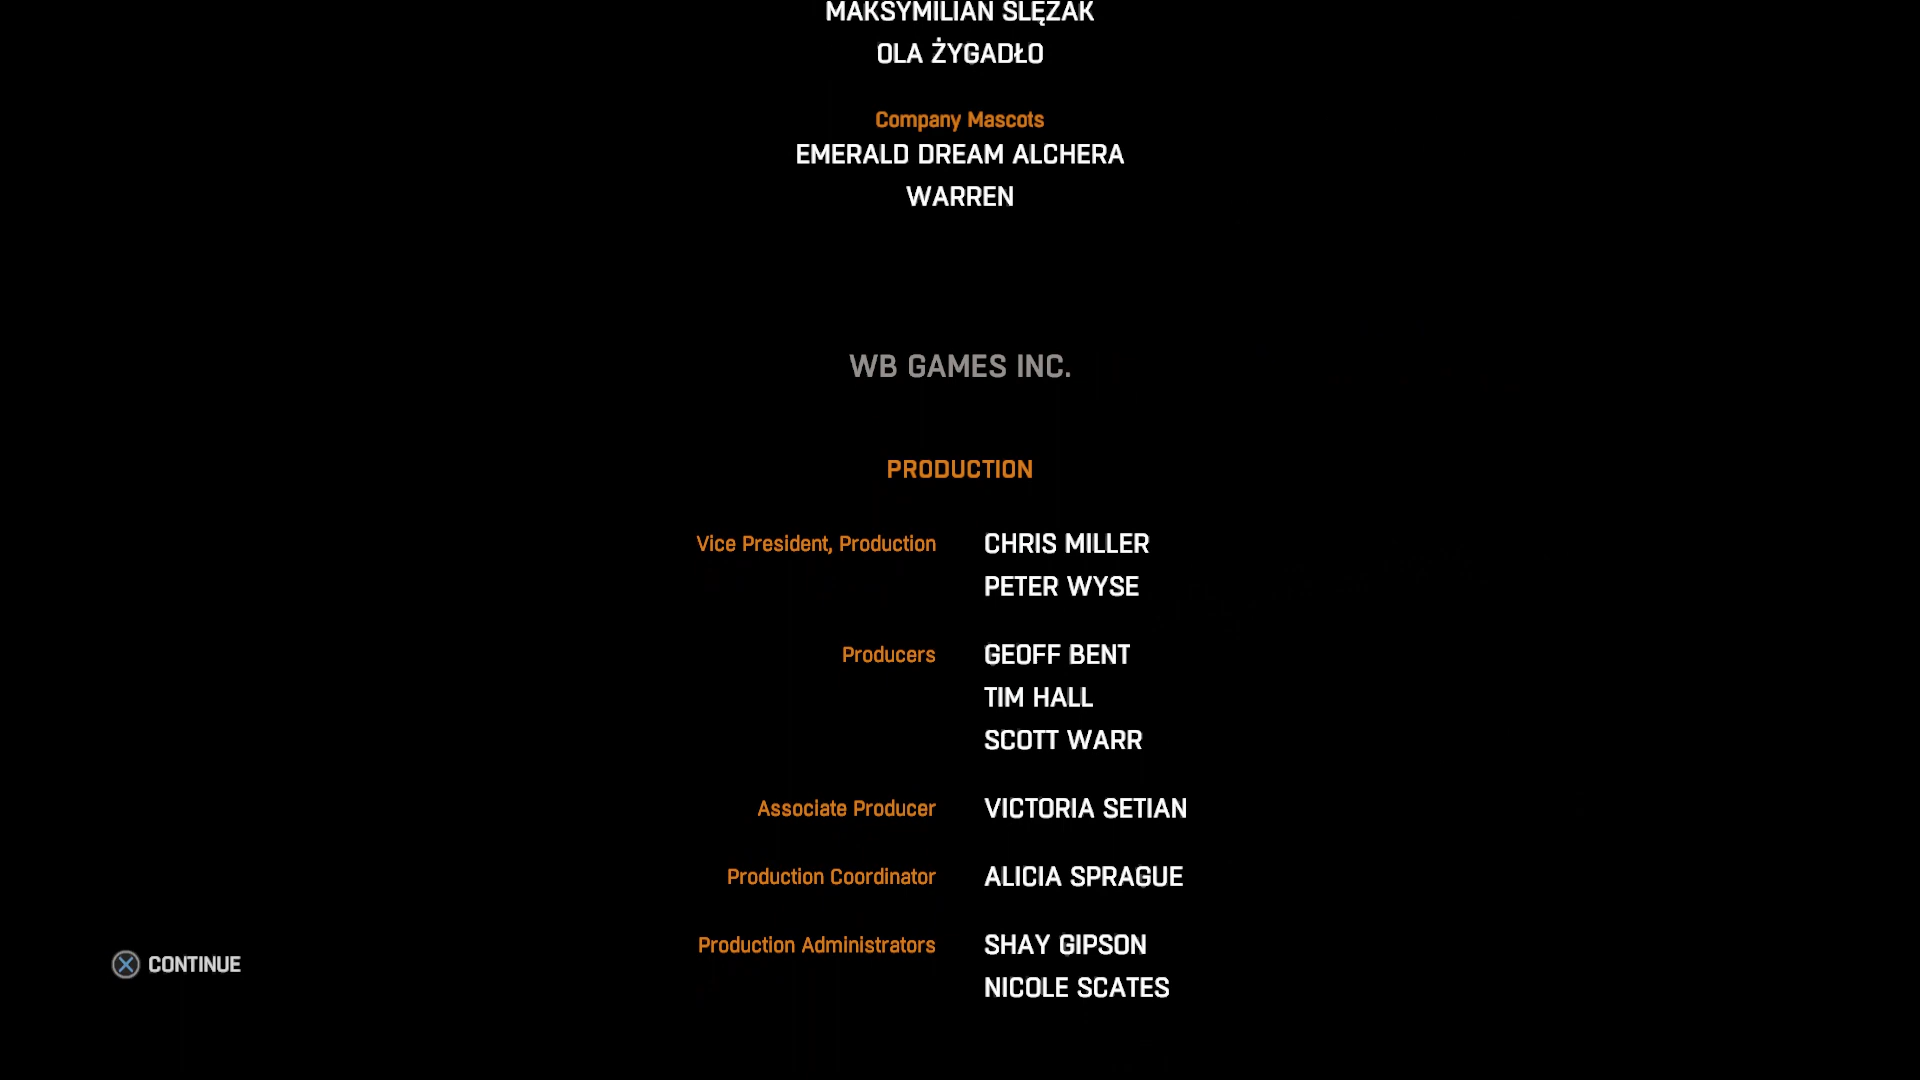 MAKSYMILIAN ŚLĘZAK
OLA ŻYGADŁO
Company Mascots
EMERALD DREAM ALCHERA
WARREN
WB GAMES INC.
PRODUCTION
Vice President, Production CHRIS MILLER
PETER WYSE
Producers GEOFF BENT
TIM HALL
SCOTT WARR
Associate Producer VICTORIA SETIAN
Production Coordinator ALICIA SPRAGUE
Production Administrators SHAY GIPSON
CONTINUE
NICOLE SCATES